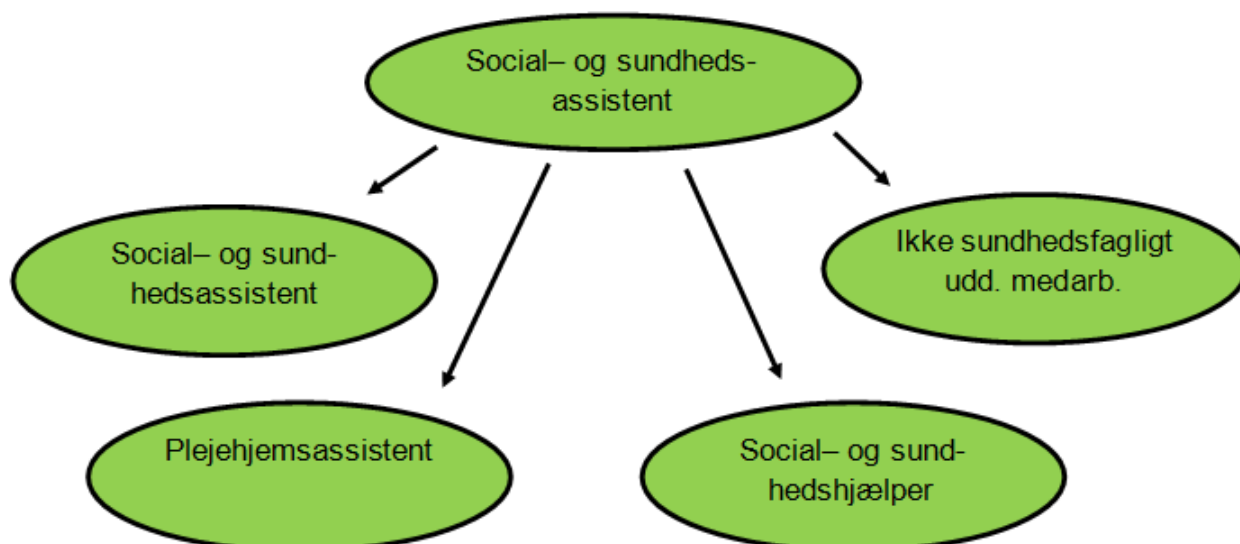 Social– og sundheds-
assistent
Social– og sund-
hedsassistent
Ikke sundhedsfagligt
udd. medarb.
Plejehjemsassistent
Social– og sund-
hedshjælper